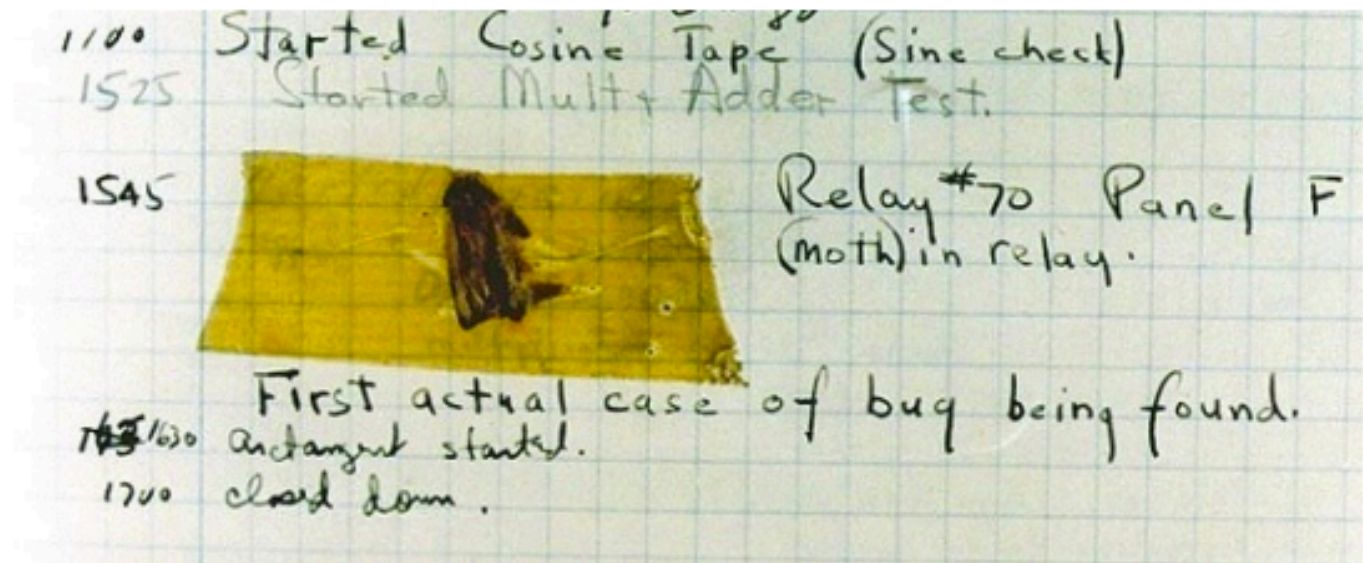 1100 Started Cosine Tape (Sine check)
1525 Started Mult + Adder Test.
1545 Relay #70 Panel F
(moth) in relay.
First actual case of bug being found.
1630 arctangent started.
1700 closed down.